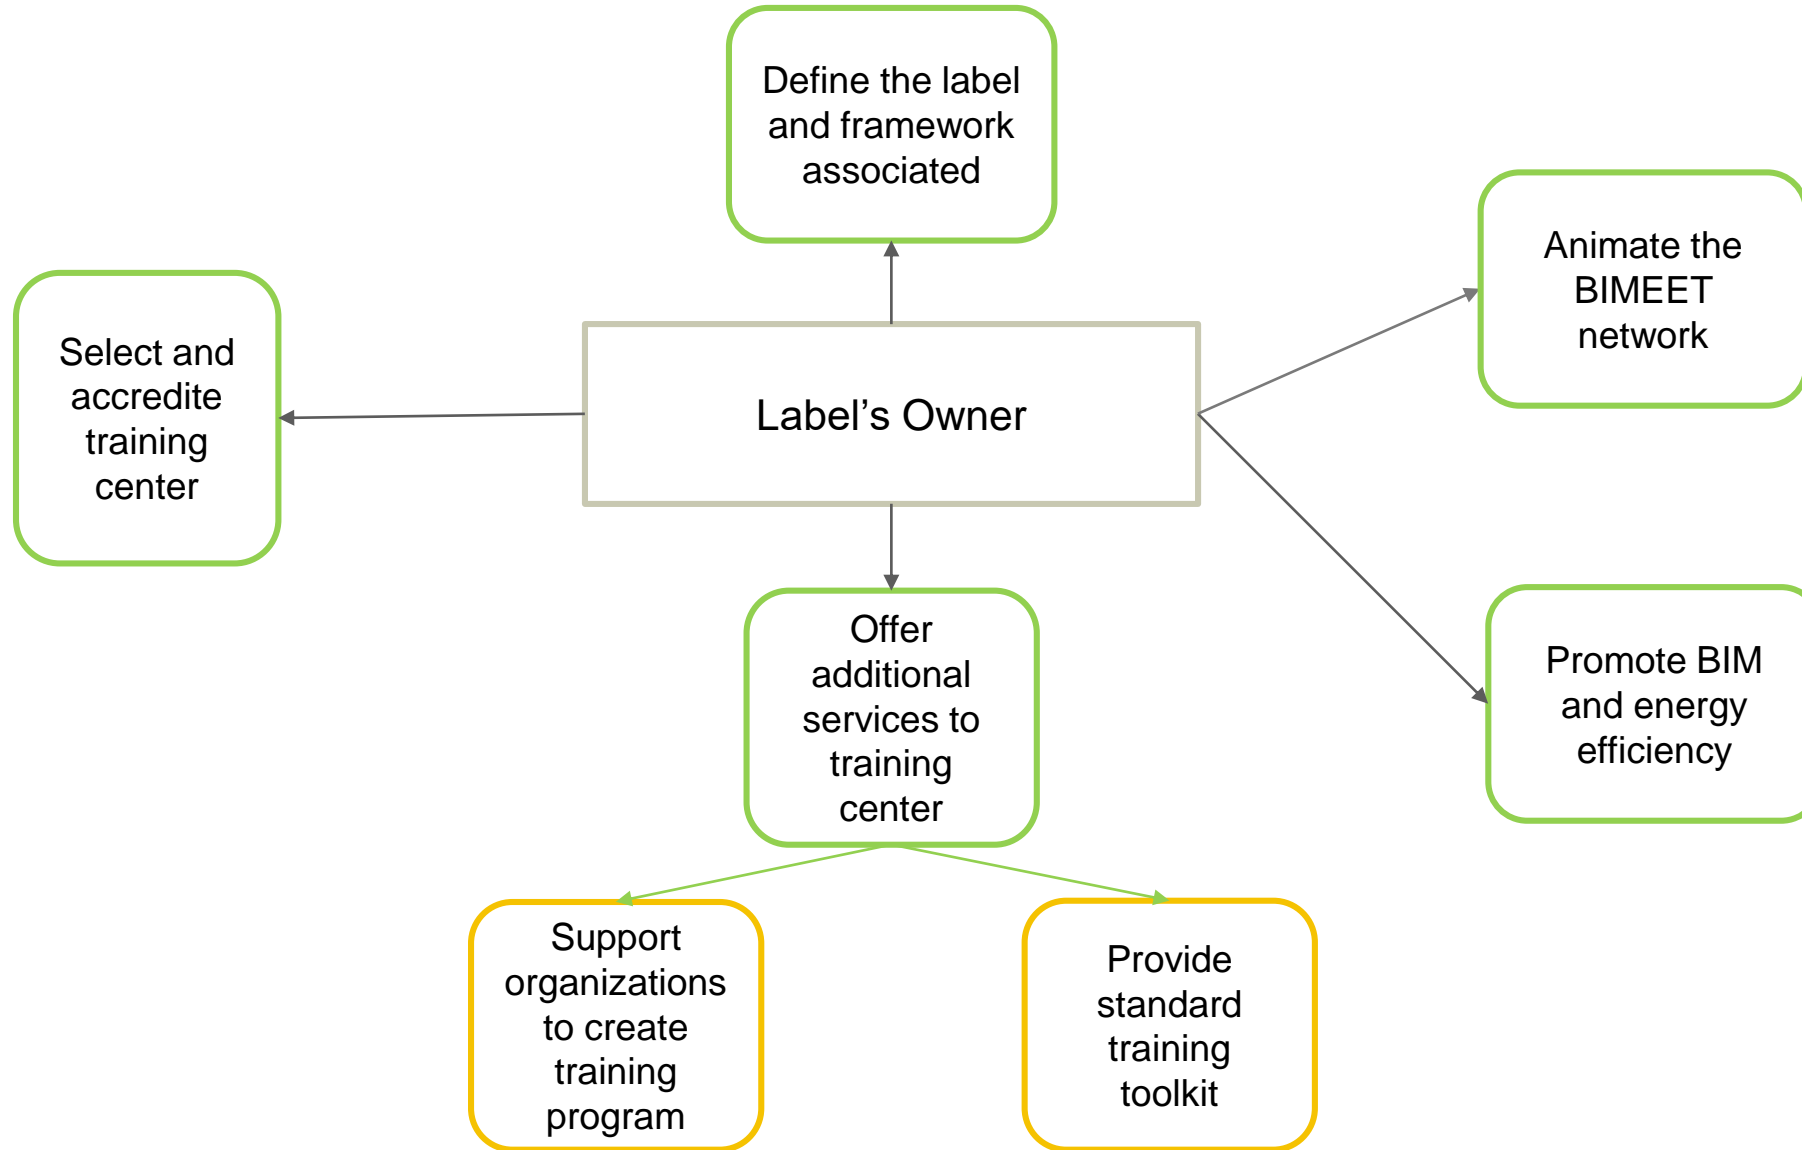 Define the label
and framework
associated
Animate the
BIMEET
network
Select and
accredite
training
center
Label’s Owner
Offer
additional
services to
training
center
Promote BIM
and energy
efficiency
Support
organizations
to create
training
program
Provide
standard
training
toolkit